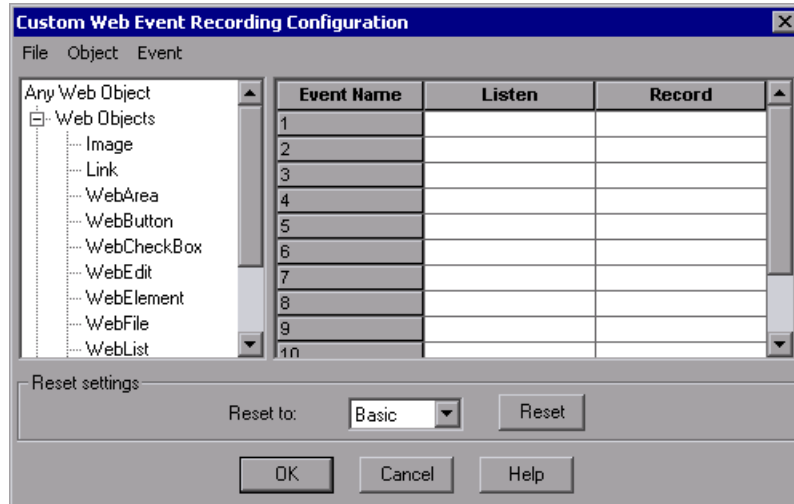 Custom Web Event Recording Configuration
File Object Event
Any Web Object
Web Objects
Image
Link
WebArea
WebButton
WebCheckBox
WebEdit
WebElement
WebFile
WebList
Event Name Listen Record
1
2
3
4
5
6
7
8
9
10
Reset settings
Reset to: Basic Reset
OK Cancel Help